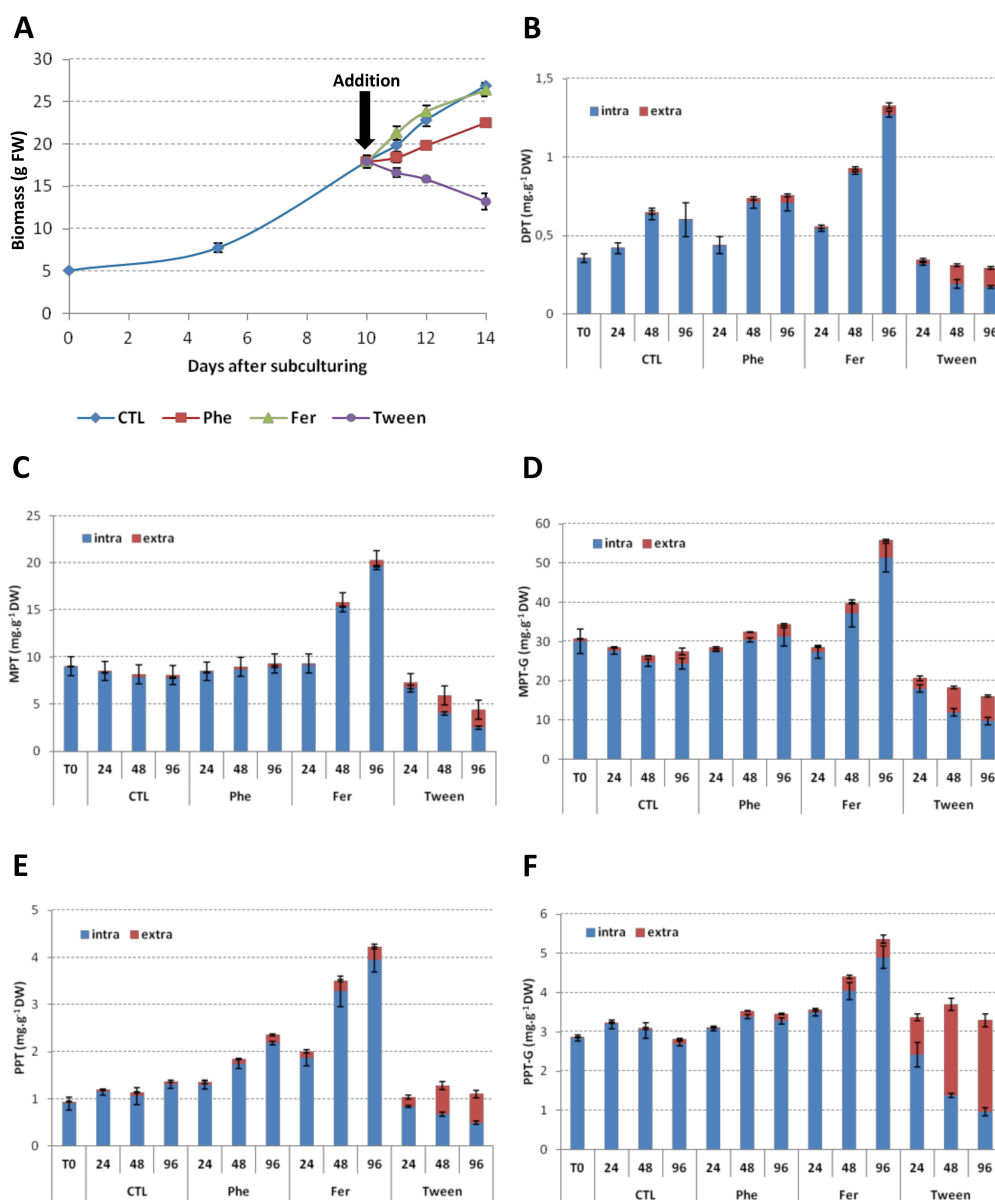 A
Biomass (g FW)
30
25
20
15
10
5
0
Addition
0 2 4 6 8 10 12 14
Days after subculturing
CTL Phe Fer Tween
B
DPT (mg.g-1 DW)
1,5
1
0,5
0
intra extra
T0 24 48 96 24 48 96 24 48 96 24 48 96
CTL Phe Fer Tween
C
MPT (mg.g-1 DW)
25
20
15
10
5
0
intra extra
T0 24 48 96 24 48 96 24 48 96 24 48 96
CTL Phe Fer Tween
D
MPT-G (mg.g-1 DW)
60
50
40
30
20
10
0
intra extra
T0 24 48 96 24 48 96 24 48 96 24 48 96
CTL Phe Fer Tween
E
PPT (mg.g-1 DW)
5
4
3
2
1
0
intra extra
T0 24 48 96 24 48 96 24 48 96 24 48 96
CTL Phe Fer Tween
F
PPT-G (mg.g-1 DW)
6
5
4
3
2
1
0
intra extra
T0 24 48 96 24 48 96 24 48 96 24 48 96
CTL Phe Fer Tween